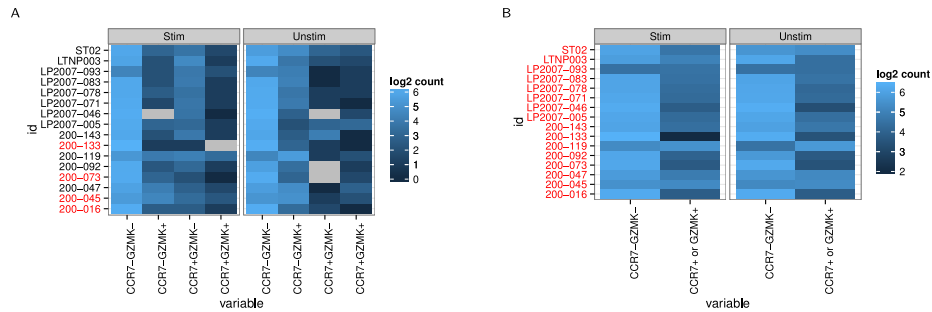 A
Stim
Unstim
ST02
LTNP003
LP2007−093
LP2007−083
LP2007−078
LP2007−071
LP2007−046
LP2007−005
200−143
200−133
200−119
200−092
200−073
200−047
200−045
200−016
id
CCR7−GZMK−
CCR7−GZMK+
CCR7+GZMK−
CCR7+GZMK+
CCR7−GZMK−
CCR7−GZMK+
CCR7+GZMK−
CCR7+GZMK+
variable
log2 count
6
5
4
3
2
1
0
B
Stim
Unstim
ST02
LTNP003
LP2007−093
LP2007−083
LP2007−078
LP2007−071
LP2007−046
LP2007−005
200−143
200−133
200−119
200−092
200−073
200−047
200−045
200−016
id
CCR7−GZMK−
CCR7+ or GZMK+
CCR7−GZMK−
CCR7+ or GZMK+
variable
log2 count
6
5
4
3
2